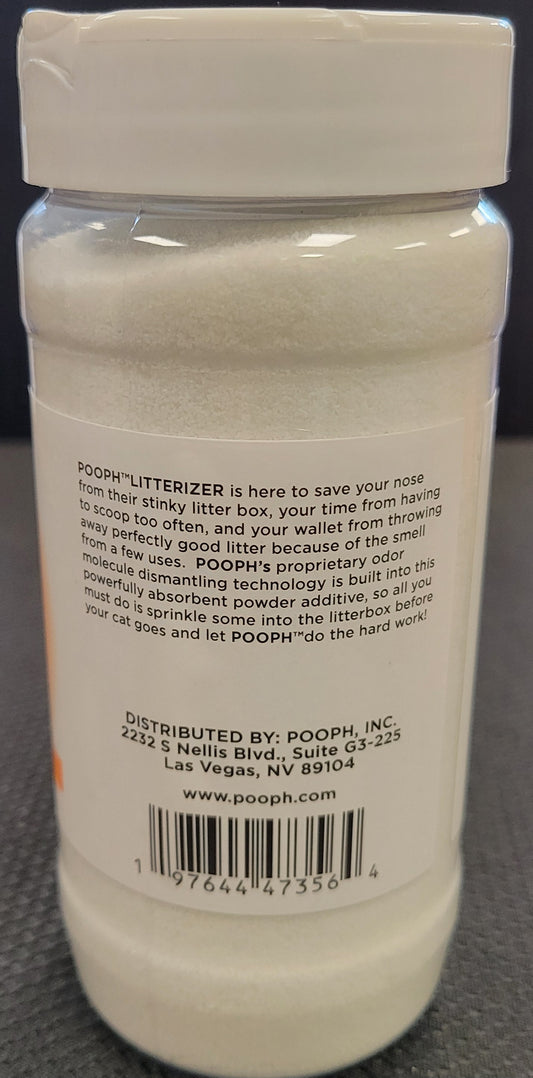 POOPH™LITTERIZER is here to save your nose
from their stinky litter box, your time from having
to scoop too often, and your wallet from throwing
away perfectly good litter because of the smell
from a few uses. POOPH's proprietary odor
molecule dismantling technology is built into this
powerfully absorbent powder additive, so all you
must do is sprinkle some into the litterbox before
your cat goes and let POOPH™do the hard work!
DISTRIBUTED BY: POOPH, INC.
2232 S Nellis Blvd., Suite G3-225
Las Vegas, NV 89104
www.pooph.com
1 97644 47356 4